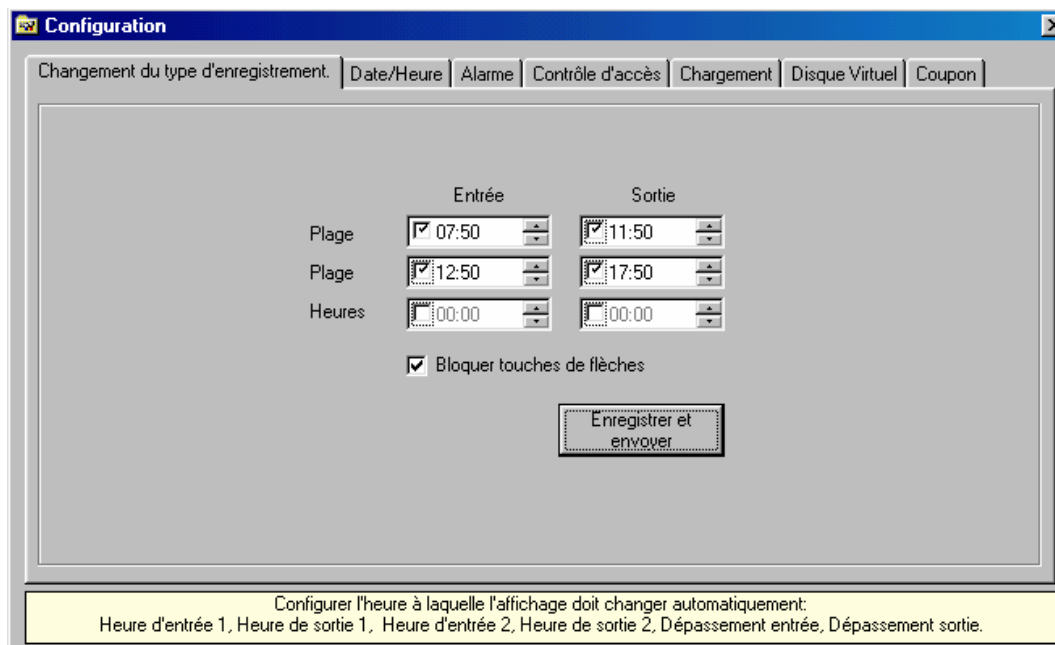 Configuration
Changement du type d'enregistrement. Date/Heure Alarme Contrôle d'accès Chargement Disque Virtuel Coupon
Entrée Sortie
Plage 07:50 11:50
Plage 12:50 17:50
Heures 00:00 00:00
Bloquer touches de flèches
Enregistrer et
envoyer
Configurer l'heure à laquelle l'affichage doit changer automatiquement:
Heure d'entrée 1, Heure de sortie 1, Heure d'entrée 2, Heure de sortie 2, Dépassement entrée, Dépassement sortie.